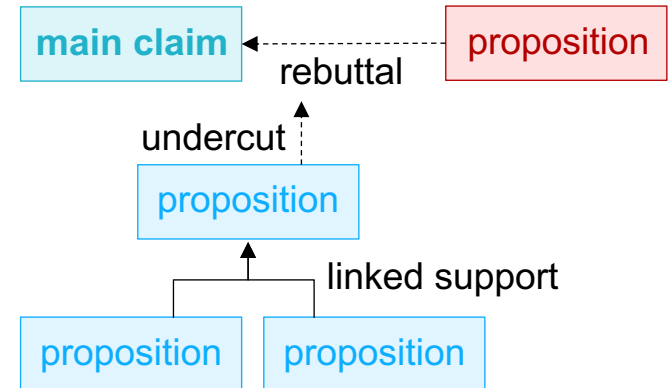 main claim
proposition
rebuttal
undercut
proposition
linked support
proposition
proposition